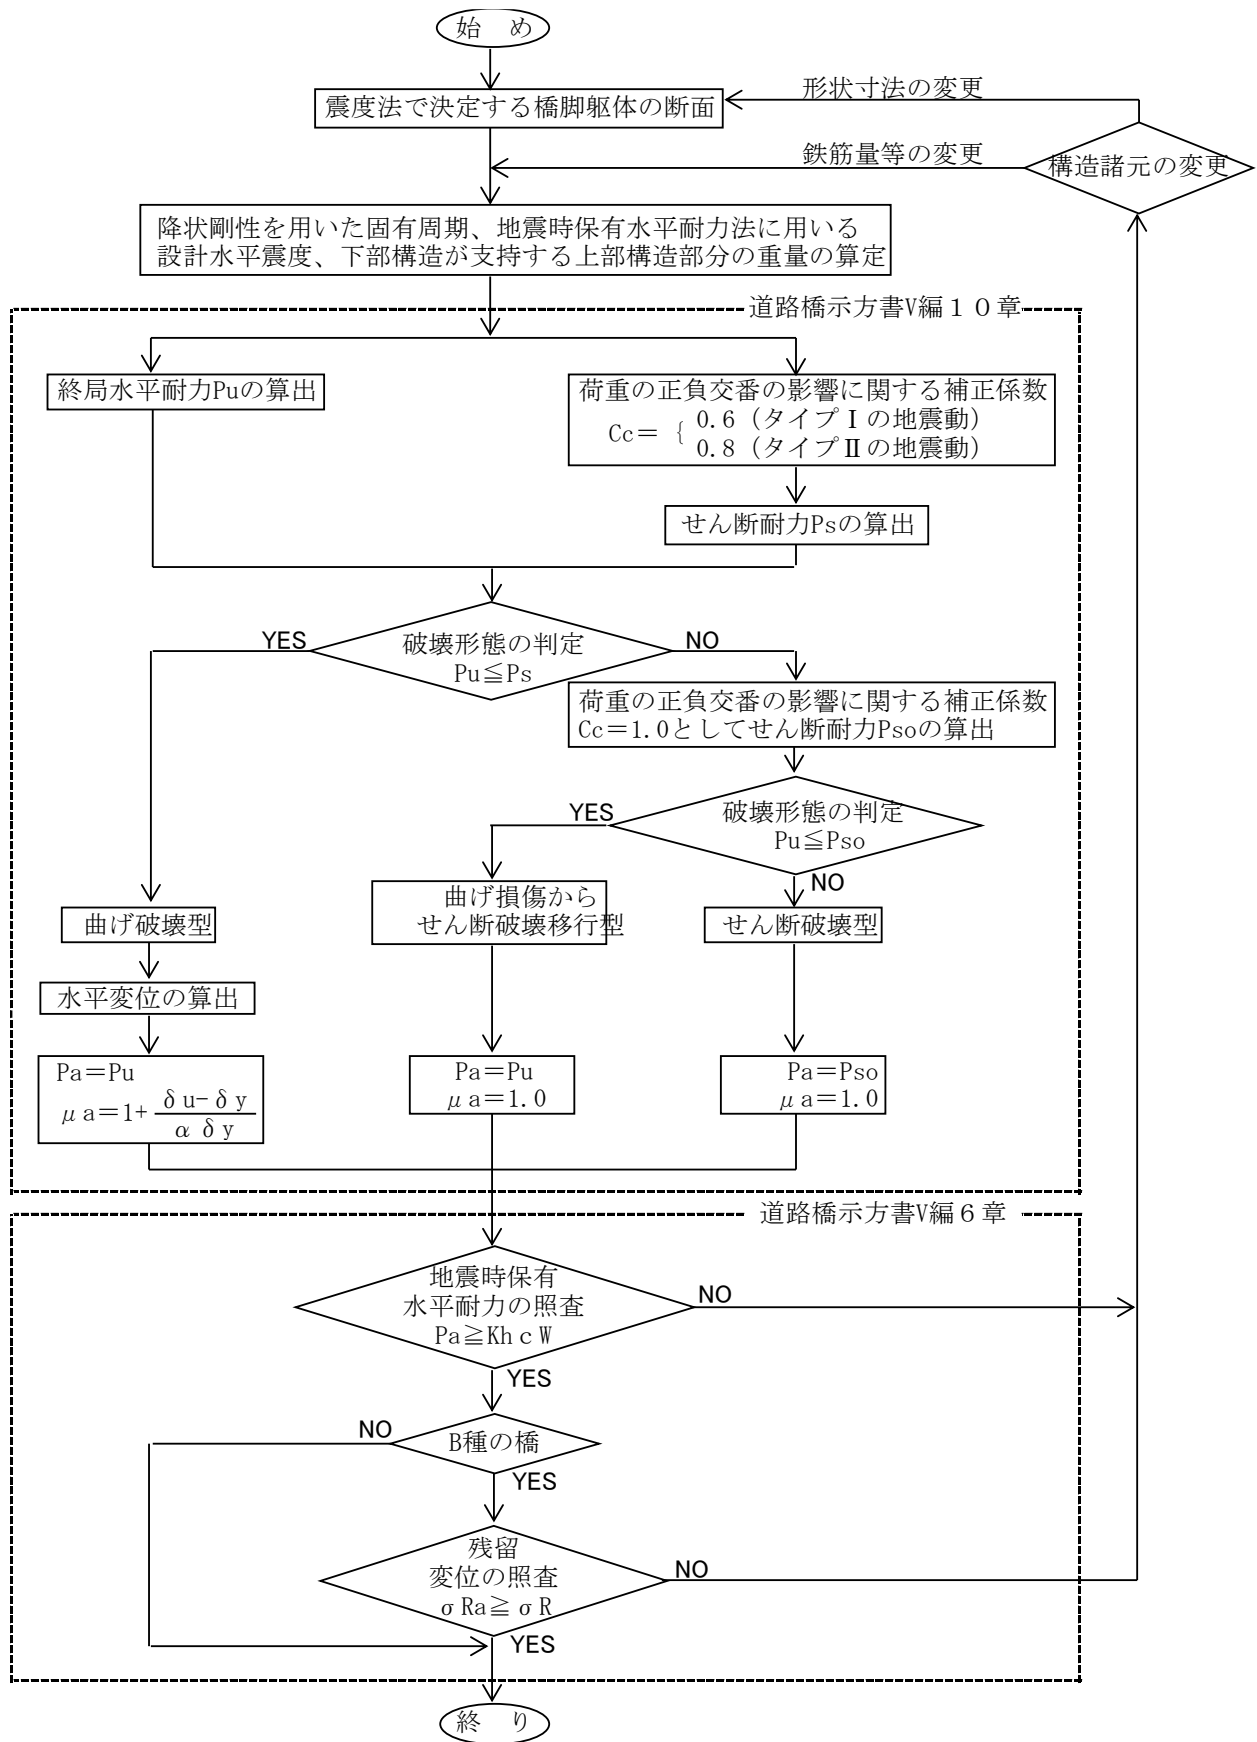 始 め
震度法で決定する橋脚躯体の断面
形状寸法の変更
鉄筋量等の変更
構造諸元の変更
降状剛性を用いた固有周期、地震時保有水平耐力法に用いる
設計水平震度、下部構造が支持する上部構造部分の重量の算定
道路橋示方書V編10章
終局水平耐力Puの算出
荷重の正負交番の影響に関する補正係数
Cc＝｛ 0.6（タイプⅠの地震動）
0.8（タイプⅡの地震動）
せん断耐力Psの算出
YES
破壊形態の判定
Pu≦Ps
NO
荷重の正負交番の影響に関する補正係数
Cc＝1.0としてせん断耐力Psoの算出
YES
破壊形態の判定
Pu≦Pso
NO
曲げ破壊型
曲げ損傷から
せん断破壊移行型
せん断破壊型
水平変位の算出
Pa＝Pu
μa＝1+ δu-δy
αδy
Pa＝Pu
μa＝1.0
Pa＝Pso
μa＝1.0
道路橋示方書V編６章
地震時保有
水平耐力の照査
Pa≧KhｃW
NO
YES
NO
B種の橋
YES
残留
変位の照査
σRa≧σR
NO
YES
終 り